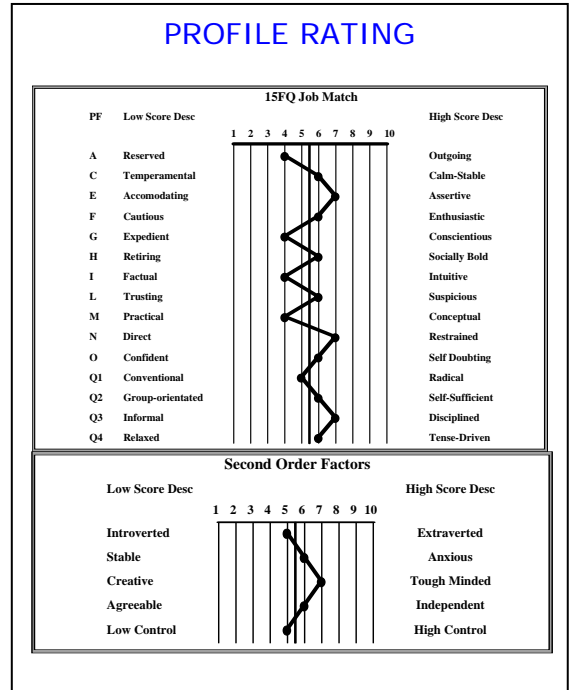 PROFILE RATING
15FQ Job Match
PF Low Score Desc High Score Desc
1 2 3 4 5 6 7 8 9 10
A Reserved Outgoing
C Temperamental Calm-Stable
E Accomodating Assertive
F Cautious Enthusiastic
G Expedient Conscientious
H Retiring Socially Bold
I Factual Intuitive
L Trusting Suspicious
M Practical Conceptual
N Direct Restrained
O Confident Self Doubting
Q1 Conventional Radical
Q2 Group-orientated Self-Sufficient
Q3 Informal Disciplined
Q4 Relaxed Tense-Driven
Second Order Factors
Low Score Desc High Score Desc
1 2 3 4 5 6 7 8 9 10
Introverted Extraverted
Stable Anxious
Creative Tough Minded
Agreeable Independent
Low Control High Control